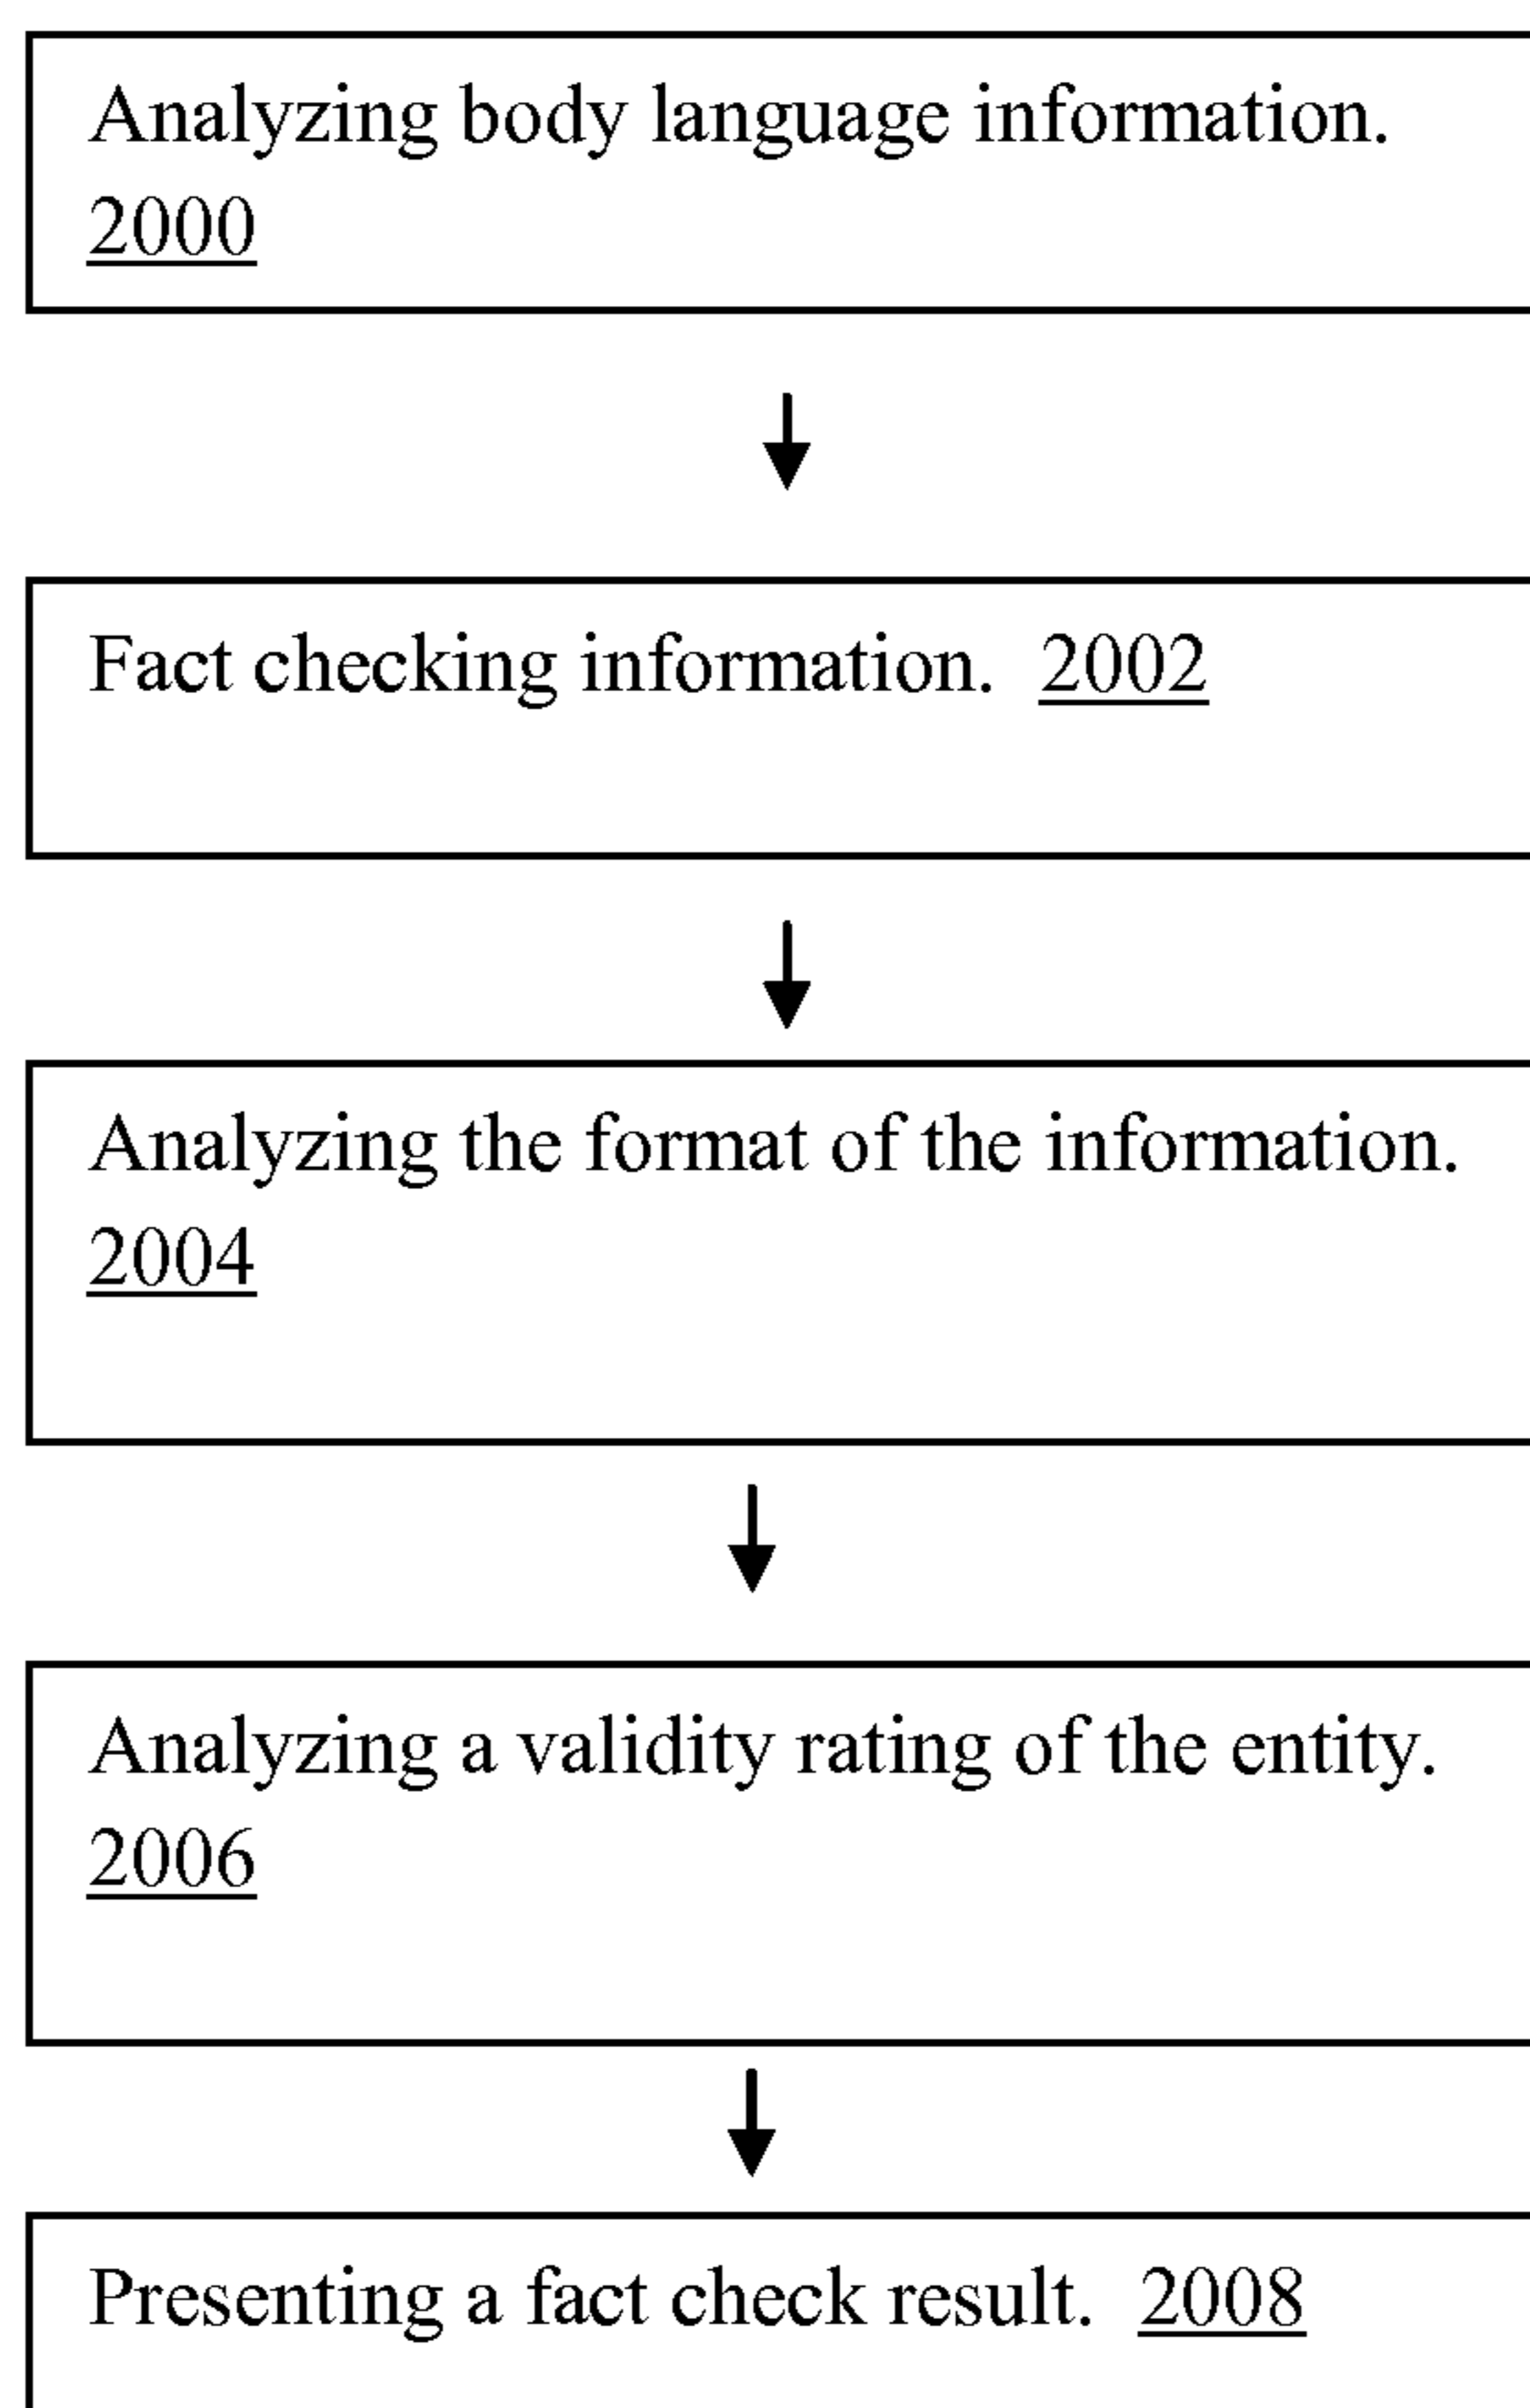 Analyzing body language information.
2000
Fact checking information. 2002
Analyzing the format of the information.
2004
Analyzing a validity rating of the entity.
2006
Presenting a fact check result. 2008